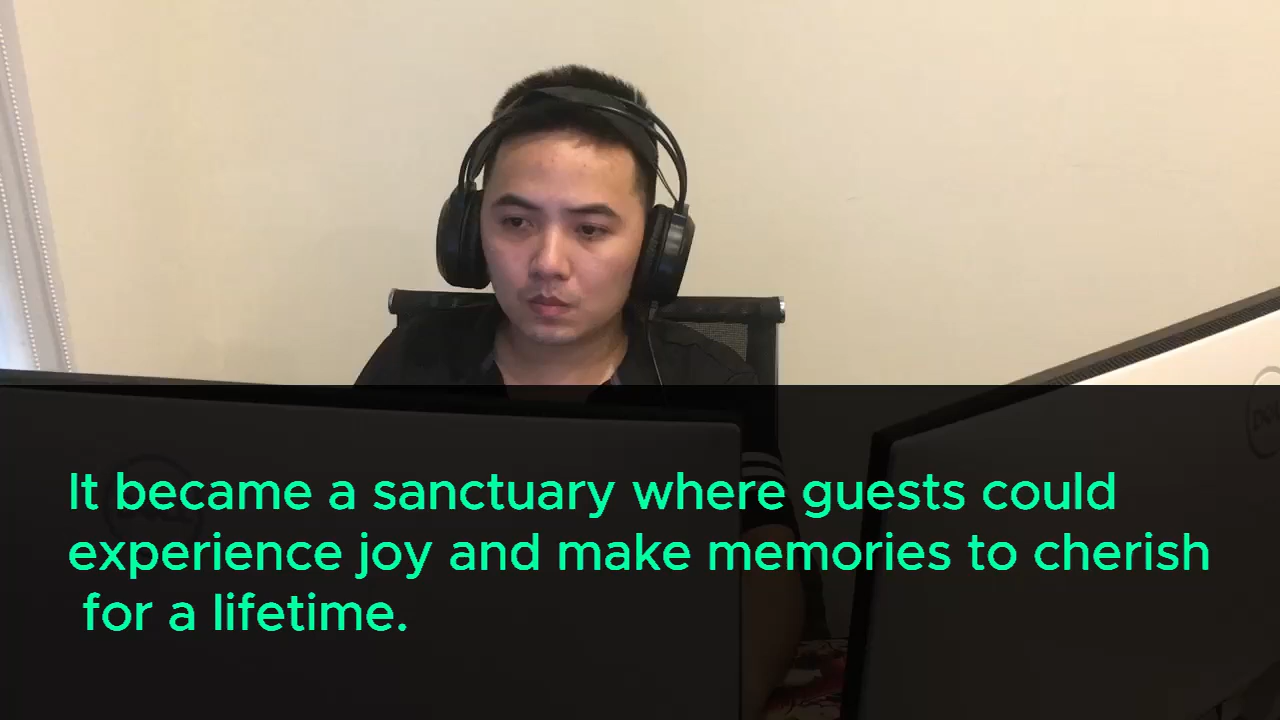 It became a sanctuary where guests could
experience joy and make memories to cherish
for a lifetime.